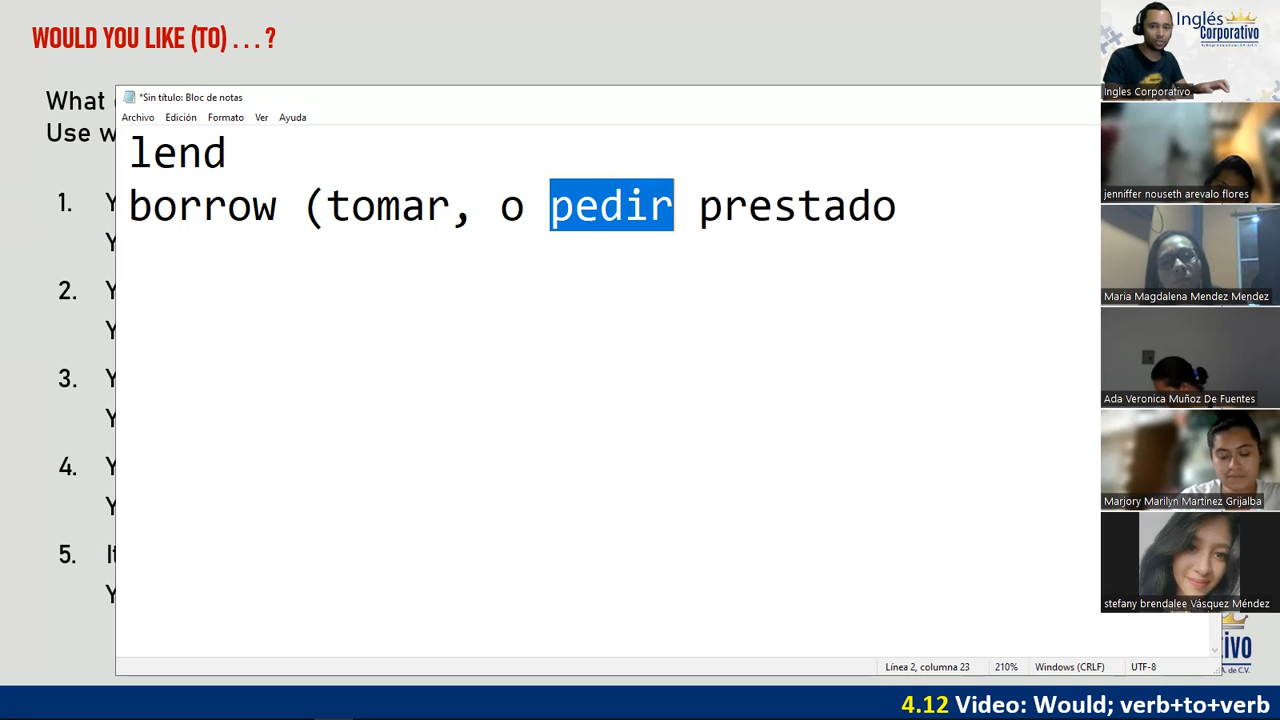 WOULD YOU LIKE (TO) . . . ?
What
Use w
*Sin título: Bloc de notas
Archivo Edición Formato Ver Ayuda
lend
borrow (tomar, o pedir prestado
1. Y
Y
2. Y
Y
3. Y
Y
4. Y
Y
5. It
Y
Línea 2, columna 23 210% Windows (CRLF) UTF-8
Inglés
Corporativo
Ingles Corporativo
jenniffer nouseth arevalo flores
Maria Magdalena Mendez Mendez
Ada Veronica Muñoz De Fuentes
Marjory Marilyn Martinez Grijalba
stefany brendalee Vásquez Méndez
ivo
. A. de C.V.
4.12 Video: Would; verb+to+verb